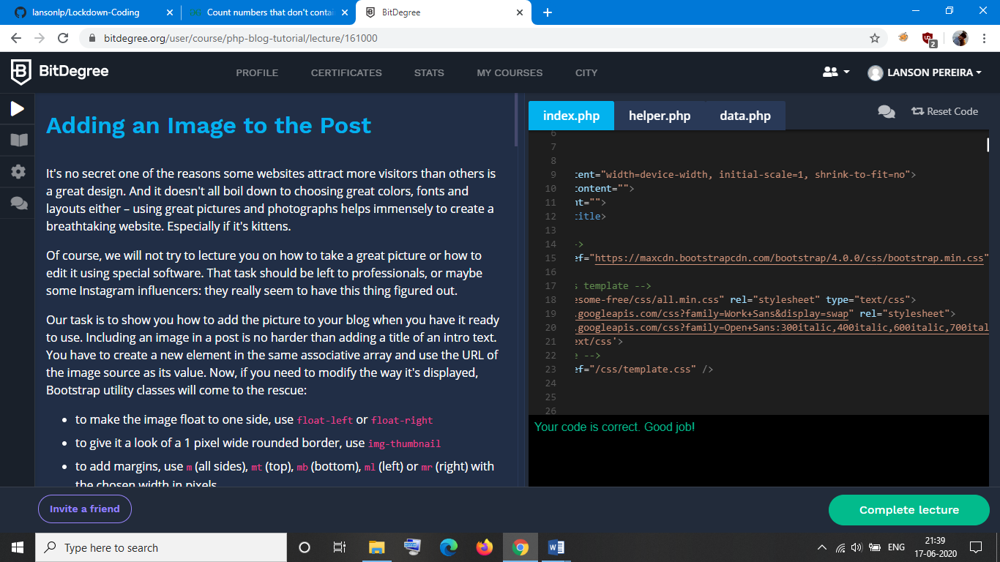 lansonlp/Lockdown-Coding
Count numbers that don't contai
BitDegree
bitdegree.org/user/course/php-blog-tutorial/lecture/161000
2
BitDegree
PROFILE
CERTIFICATES
STATS
MY COURSES
CITY
LANSON PEREIRA
Adding an Image to the Post
It's no secret one of the reasons some websites attract more visitors than others is
a great design. And it doesn't all boil down to choosing great colors, fonts and
layouts either – using great pictures and photographs helps immensely to create a
breathtaking website. Especially if it's kittens.
Of course, we will not try to lecture you on how to take a great picture or how to
edit it using special software. That task should be left to professionals, or maybe
some Instagram influencers: they really seem to have this thing figured out.
Our task is to show you how to add the picture to your blog when you have it ready
to use. Including an image in a post is no harder than adding a title of an intro text.
You have to create a new element in the same associative array and use the URL of
the image source as its value. Now, if you need to modify the way it's displayed,
Bootstrap utility classes will come to the rescue:
• to make the image float to one side, use float-left or float-right
• to give it a look of a 1 pixel wide rounded border, use img-thumbnail
• to add margins, use m (all sides), mt (top), mb (bottom), ml (left) or mr (right) with
the chosen width in pixels
index.php
helper.php
data.php
Reset Code
6
7
8
9 tent="width=device-width, initial-scale=1, shrink-to-fit=no">
10 content="">
11 nt="">
12 title>
13
14 ->
15 ef="https://maxcdn.bootstrapcdn.com/bootstrap/4.0.0/css/bootstrap.min.css"
16
17 s template -->
18 esome-free/css/all.min.css" rel="stylesheet" type="text/css">
19 .googleapis.com/css?family=Work+Sans&display=swap" rel="stylesheet">
20 .googleapis.com/css?family=Open+Sans:300italic,400italic,600italic,700ital
21 ext/css'>
22 e -->
23 ef="/css/template.css" />
24
25
26
Your code is correct. Good job!
Invite a friend
Complete lecture
Type here to search
ENG
21:39
17-06-2020